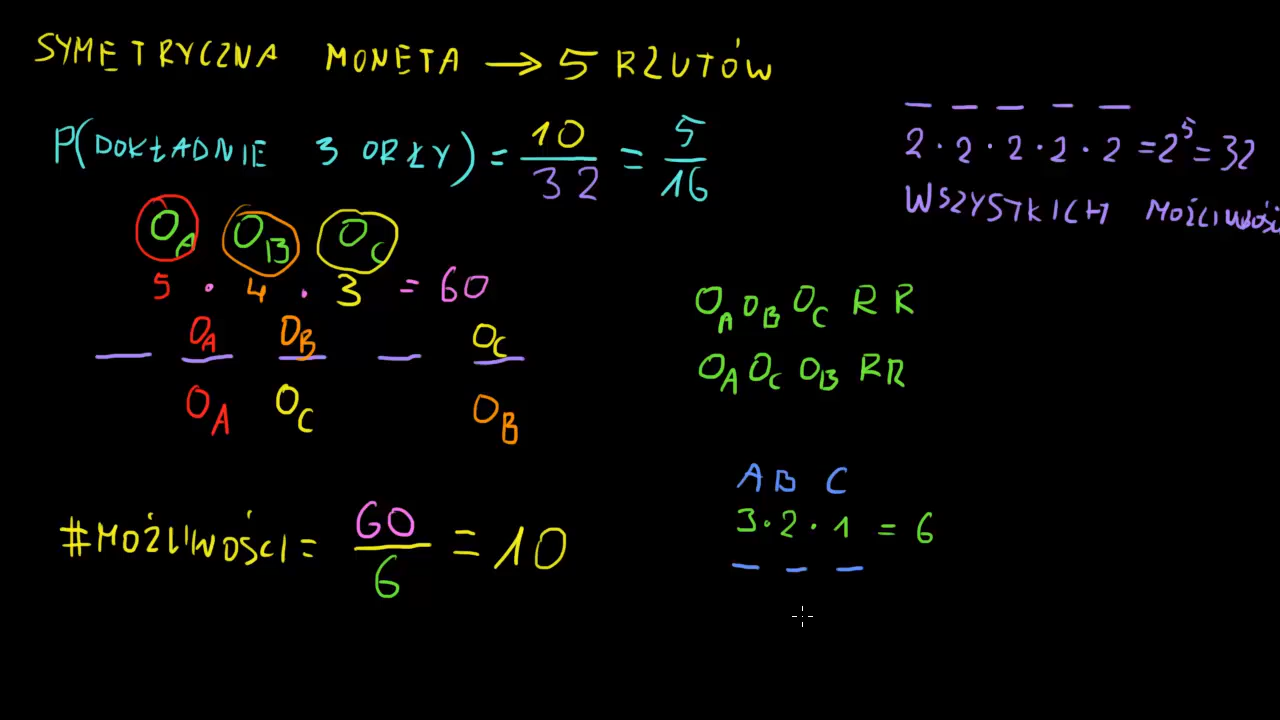 SYMETRYCZNA MONETA → 5 RZUTÓW
P(DOKŁADNIE 3 ORŁY) = 10/32 = 5/16
2 · 2 · 2 · 2 · 2 = 2⁵ = 32
WSZYSTKICH MOŻLIWOŚCI
O_A O_B O_C
5 · 4 · 3 = 60
O_A O_B O_C
O_A O_C O_B
O_A O_B O_C R R
O_A O_C O_B R R
A B C
3 · 2 · 1 = 6
#MOŻLIWOŚCI = 60/6 = 10